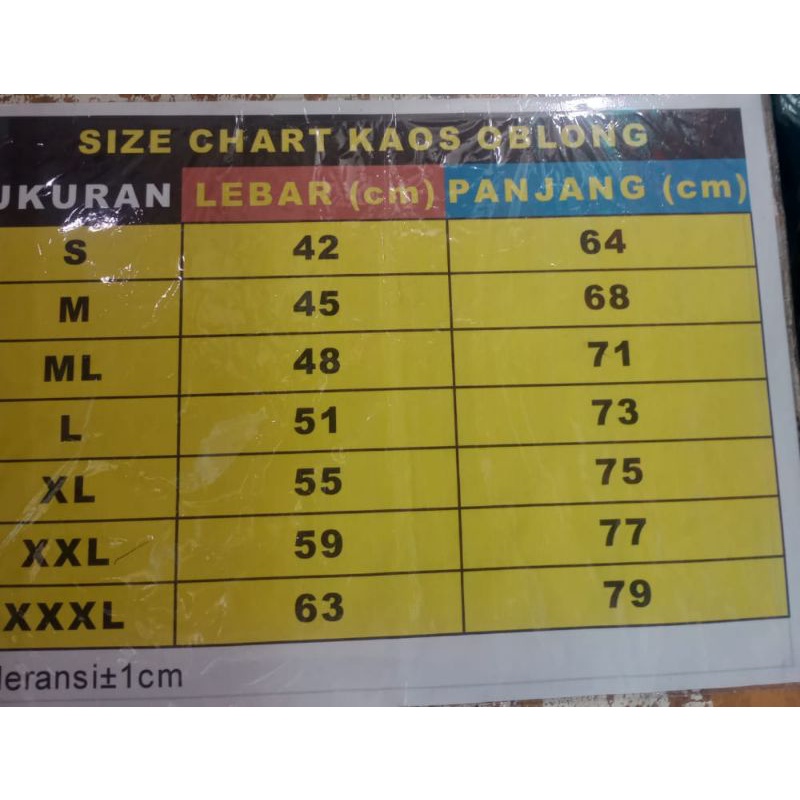 SIZE CHART KAOS OBLONG
UKURAN LEBAR (cm) PANJANG (cm)
S 42 64
M 45 68
ML 48 71
L 51 73
XL 55 75
XXL 59 77
XXXL 63 79
leransi±1cm